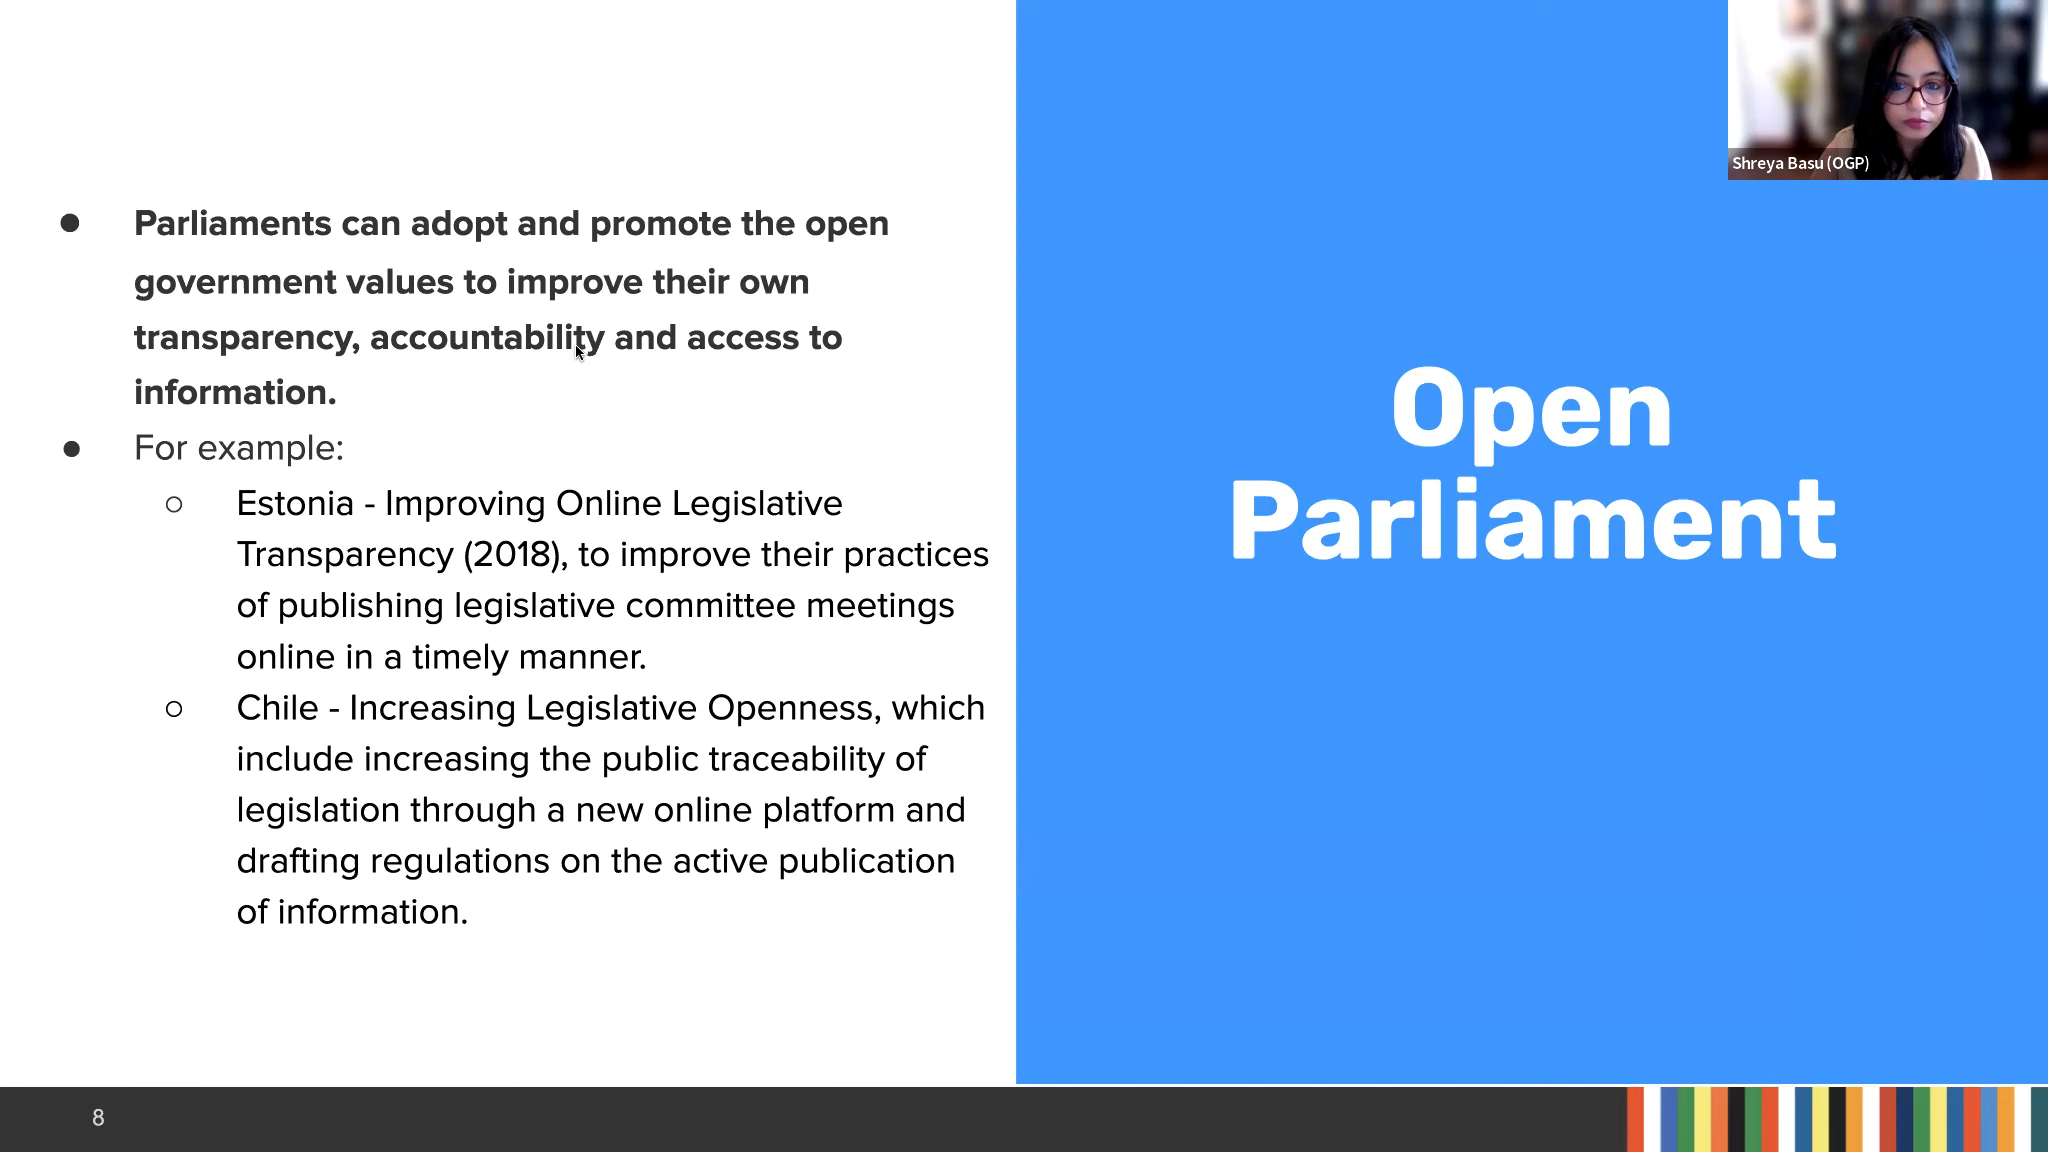 Parliaments can adopt and promote the open
government values to improve their own
transparency, accountability and access to
information.
For example:
Estonia - Improving Online Legislative
Transparency (2018), to improve their practices
of publishing legislative committee meetings
online in a timely manner.
Chile - Increasing Legislative Openness, which
include increasing the public traceability of
legislation through a new online platform and
drafting regulations on the active publication
of information.
Open
Parliament
Shreya Basu (OGP)
8